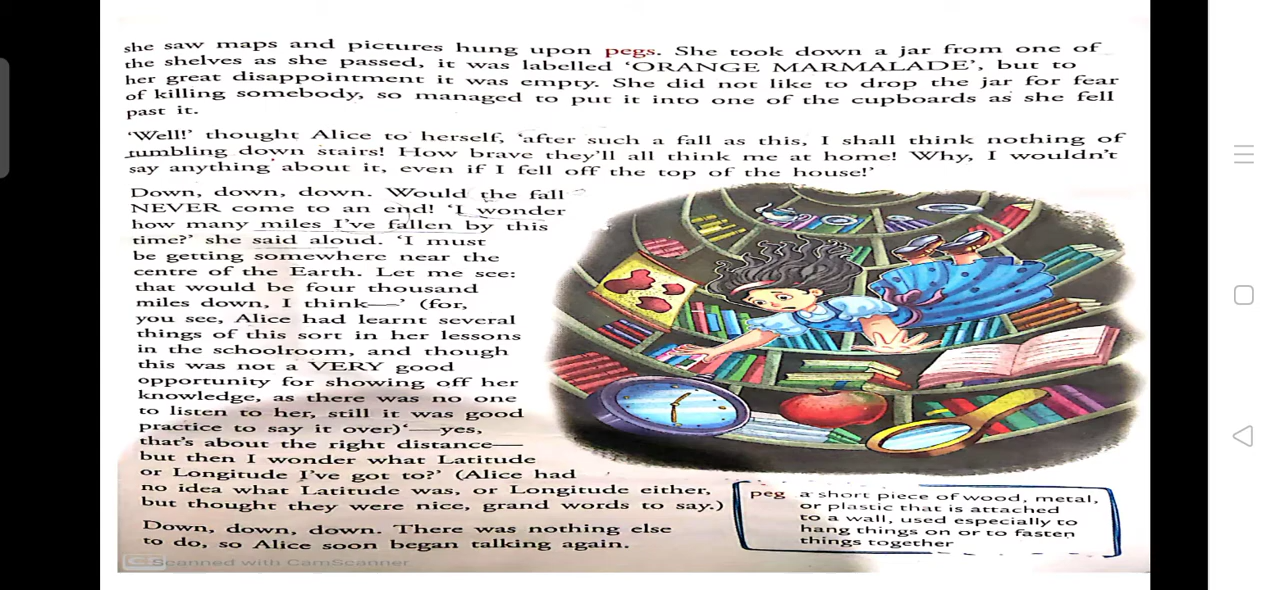 she saw maps and pictures hung upon pegs. She took down a jar from one of
the shelves as she passed, it was labelled ‘ORANGE MARMALADE’, but to
her great disappointment it was empty. She did not like to drop the jar for fear
of killing somebody, so managed to put it into one of the cupboards as she fell
past it.
‘Well!’ thought Alice to herself, ‘after such a fall as this, I shall think nothing of
tumbling down stairs! How brave they’ll all think me at home! Why, I wouldn’t
say anything about it, even if I fell off the top of the house!’
Down, down, down. Would the fall
NEVER come to an end! ‘I wonder
how many miles I’ve fallen by this
time?’ she said aloud. ‘I must
be getting somewhere near the
centre of the Earth. Let me see:
that would be four thousand
miles down, I think—’ (for,
you see, Alice had learnt several
things of this sort in her lessons
in the schoolroom, and though
this was not a VERY good
opportunity for showing off her
knowledge, as there was no one
to listen to her, still it was good
practice to say it over)‘—yes,
that’s about the right distance—
but then I wonder what Latitude
or Longitude I’ve got to?’ (Alice had
no idea what Latitude was, or Longitude either,
but thought they were nice, grand words to say.)
Down, down, down. There was nothing else
to do, so Alice soon began talking again.
peg a short piece of wood, metal,
or plastic that is attached
to a wall, used especially to
hang things on or to fasten
things together
CS Scanned with CamScanner